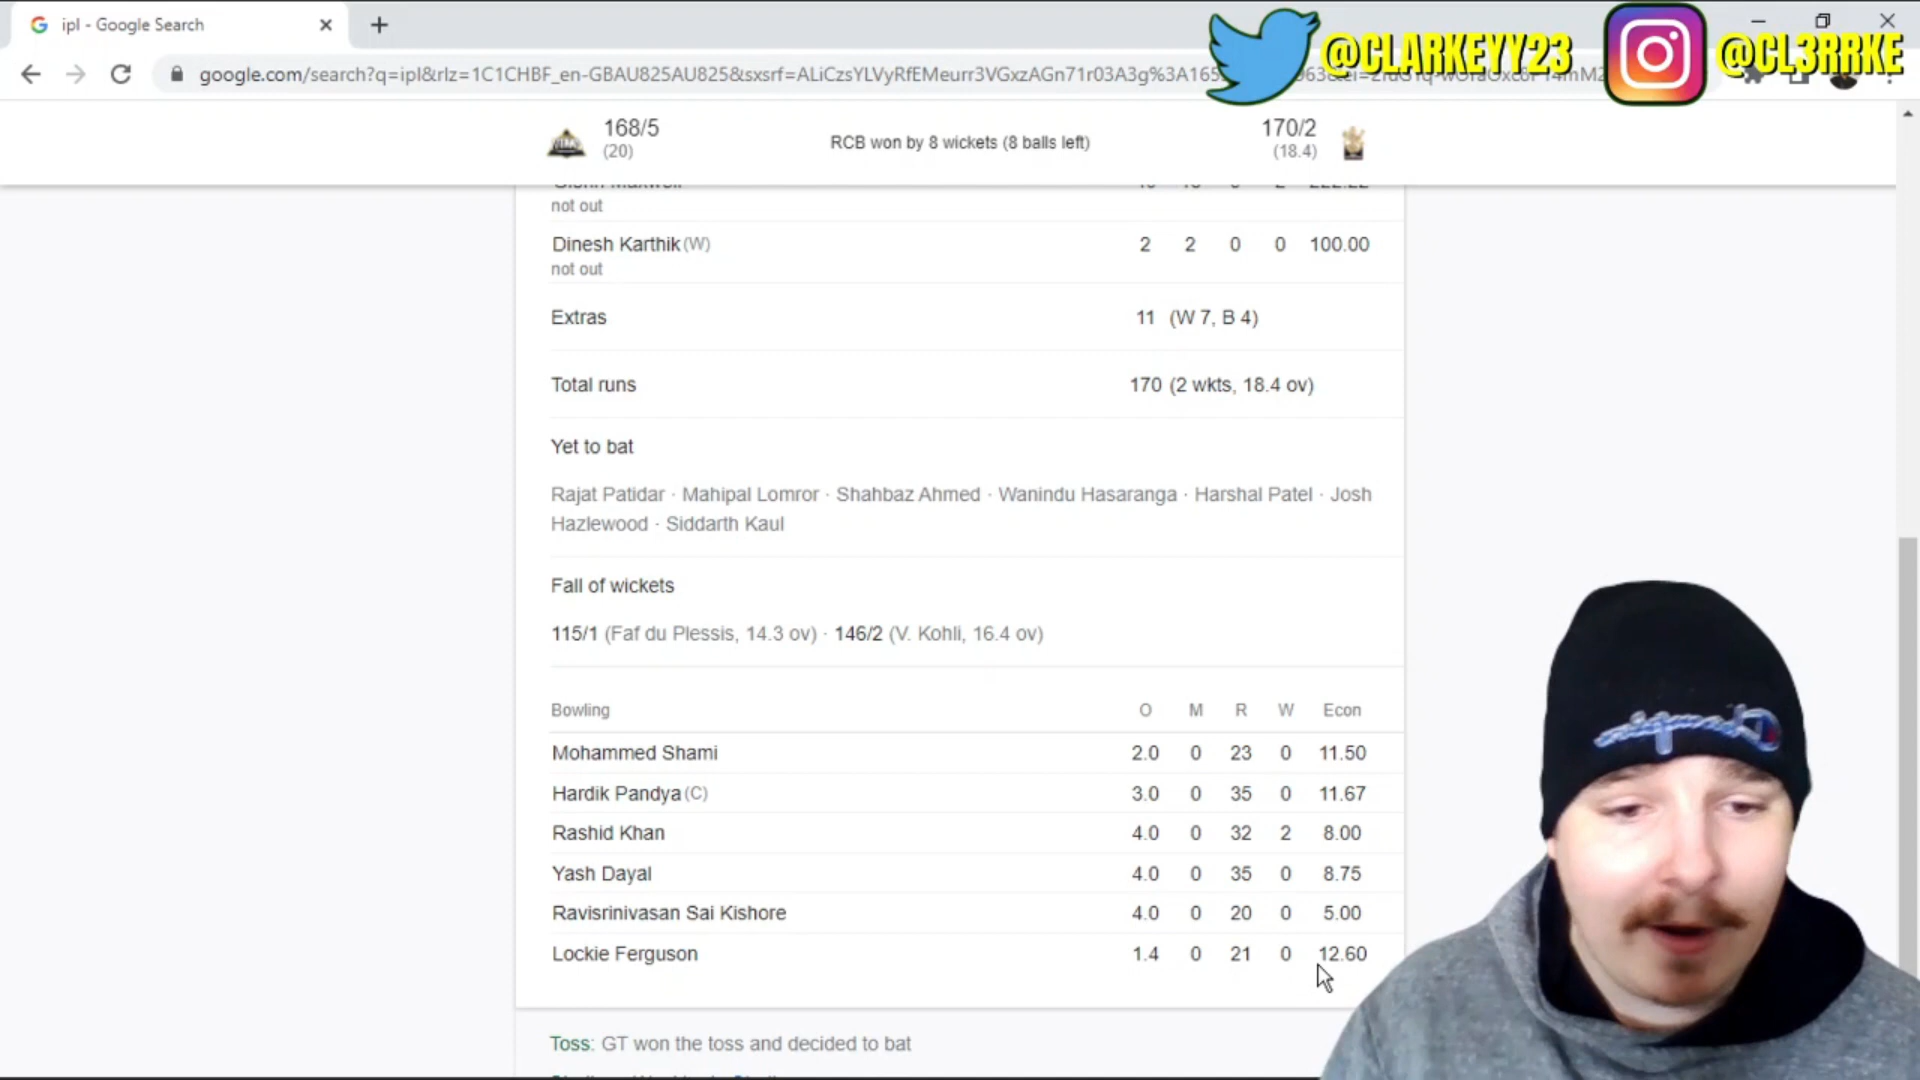 ipl - Google Search
@CLARKEYY23
@CL3RRKE
google.com/search?q=ipl&rlz=1C1CHBF_en-GBAU825AU825&sxsrf=ALiCzsYLVyRfEMeurr3VGxzAGn71r03A3g%3A165
168/5
(20)
RCB won by 8 wickets (8 balls left)
170/2
(18.4)
not out
Dinesh Karthik (W) 2 2 0 0 100.00
not out
Extras 11 (W 7, B 4)
Total runs 170 (2 wkts, 18.4 ov)
Yet to bat
Rajat Patidar · Mahipal Lomror · Shahbaz Ahmed · Wanindu Hasaranga · Harshal Patel · Josh
Hazlewood · Siddarth Kaul
Fall of wickets
115/1 (Faf du Plessis, 14.3 ov) · 146/2 (V. Kohli, 16.4 ov)
Bowling O M R W Econ
Mohammed Shami 2.0 0 23 0 11.50
Hardik Pandya (C) 3.0 0 35 0 11.67
Rashid Khan 4.0 0 32 2 8.00
Yash Dayal 4.0 0 35 0 8.75
Ravisrinivasan Sai Kishore 4.0 0 20 0 5.00
Lockie Ferguson 1.4 0 21 0 12.60
Toss: GT won the toss and decided to bat